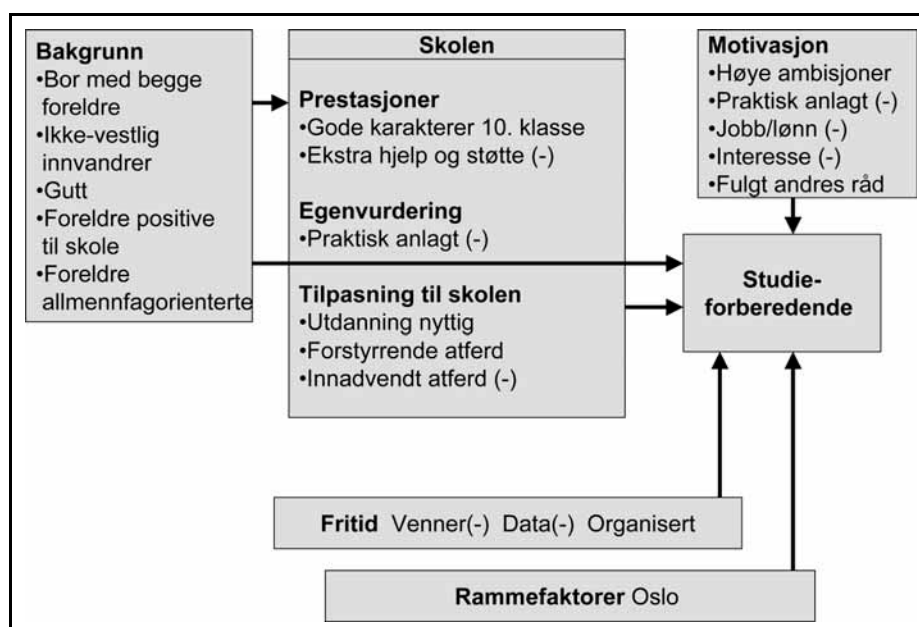 Bakgrunn
•Bor med begge
foreldre
•Ikke-vestlig
innvandrer
•Gutt
•Foreldre positive
til skole
•Foreldre
allmennfagorienterte
Skolen
Prestasjoner
•Gode karakterer 10. klasse
•Ekstra hjelp og støtte (-)
Egenvurdering
•Praktisk anlagt (-)
Tilpasning til skolen
•Utdanning nyttig
•Forstyrrende atferd
•Innadvendt atferd (-)
Motivasjon
•Høye ambisjoner
•Praktisk anlagt (-)
•Jobb/lønn (-)
•Interesse (-)
•Fulgt andres råd
Studie-
forberedende
Fritid Venner(-) Data(-) Organisert
Rammefaktorer Oslo